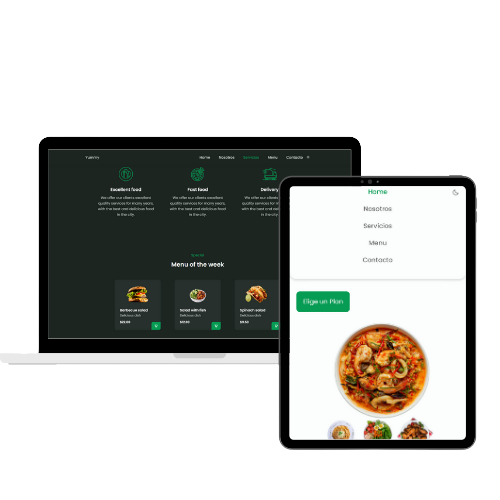 Yummy
Home Nosotros Servicios Menu Contacto
Excellent food
We offer our clients excellent
quality services for many years,
with the best and delicious food
in the city.
Fast food
We offer our clients excellent
quality services for many years,
with the best and delicious food
in the city.
Delivery
We offer our clients
quality services for many
with the best and delicious
in the city.
Special
Menu of the week
Barbecue salad
Delicious dish
$22.00
Salad with fish
Delicious dish
Spinach salad
Delicious dish
$9.50
Home
Nosotros
Servicios
Menu
Contacto
Elige un Plan